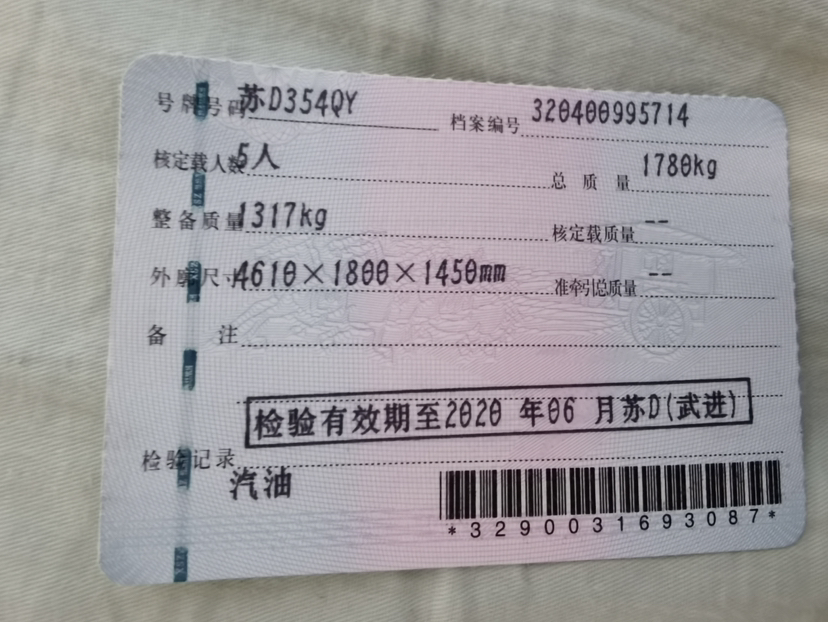 号牌号码 苏D354QY 档案编号 320400995714
核定载人数 5人 总质量 1780kg
整备质量 1317kg 核定载质量 --
外廓尺寸 4610×1800×1450mm 准牵引总质量 --
备注
检验有效期至2020 年06 月苏D(武进)
检验记录
汽油
*3290031693087*